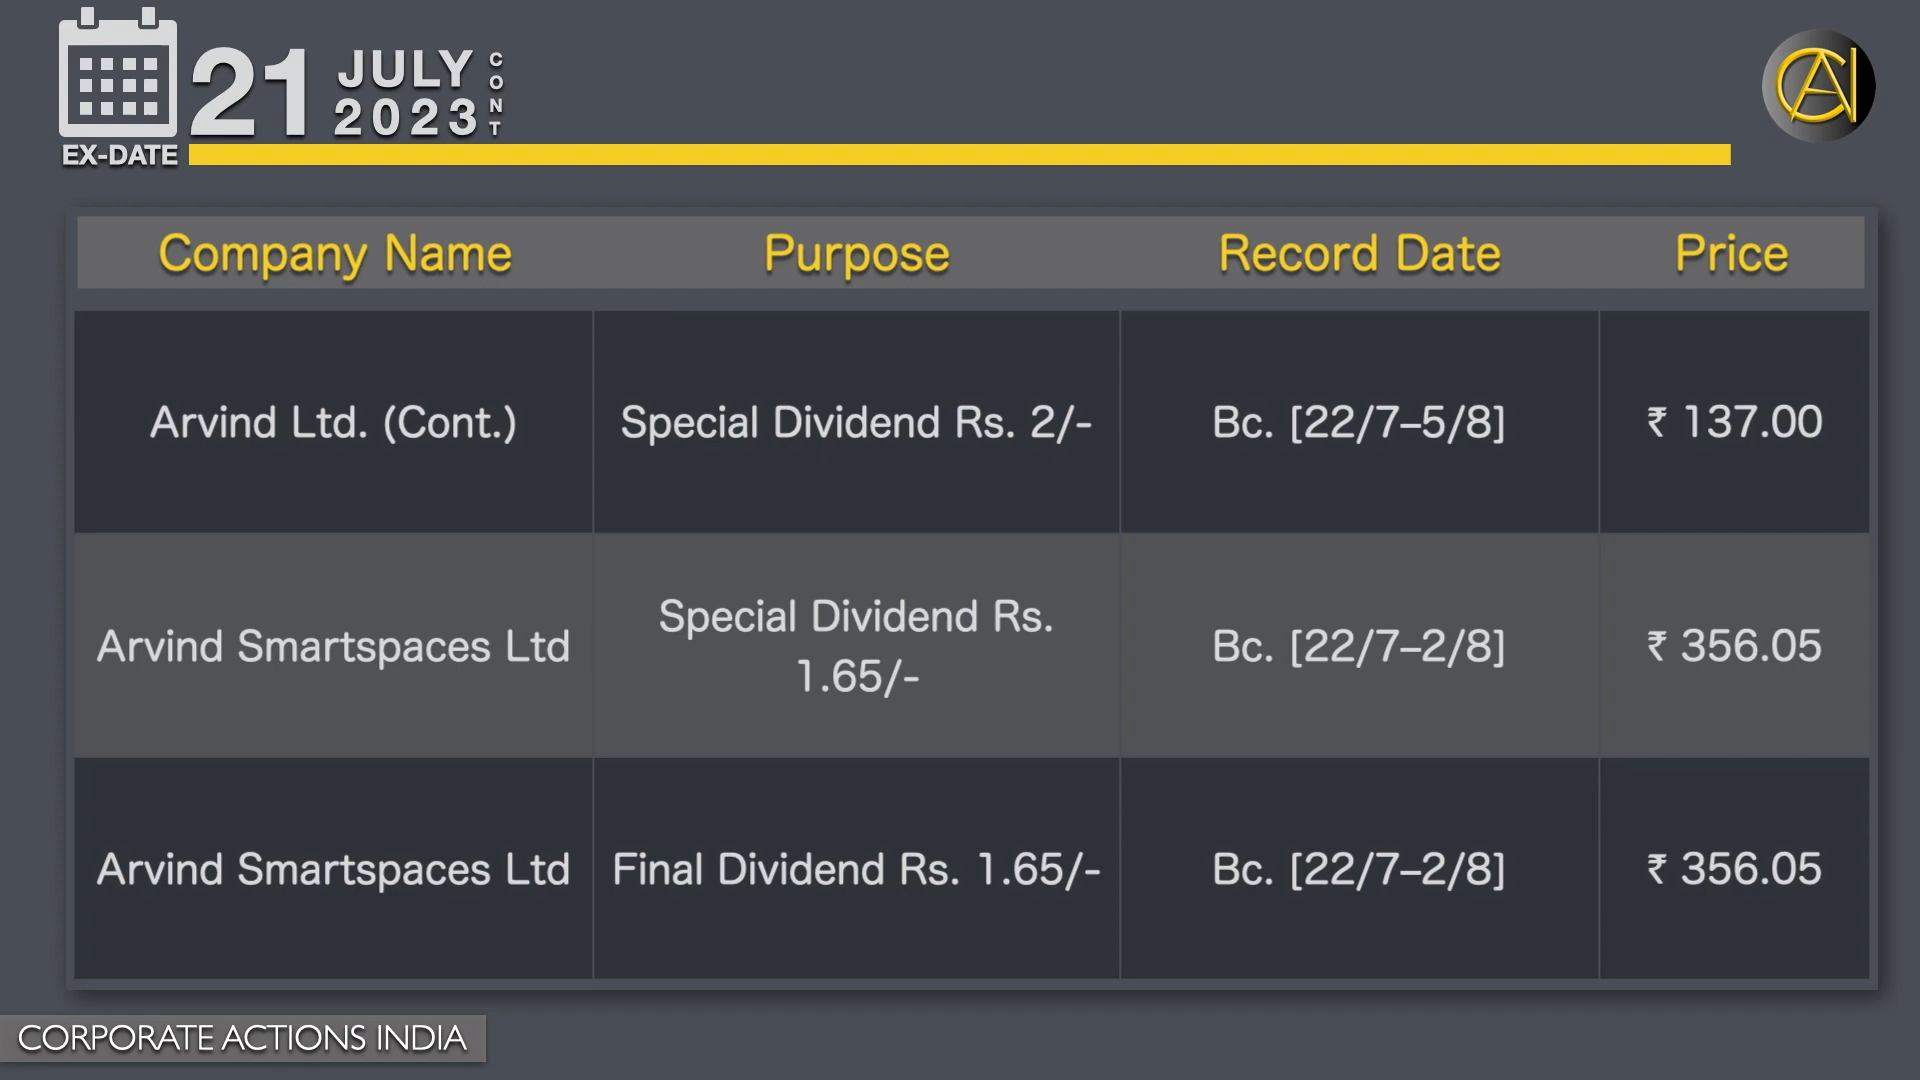 21 JULY 2023 CONT
EX-DATE
CAI
Company Name Purpose Record Date Price
Arvind Ltd. (Cont.) Special Dividend Rs. 2/- Bc. [22/7–5/8] ₹ 137.00
Arvind Smartspaces Ltd Special Dividend Rs. 1.65/- Bc. [22/7–2/8] ₹ 356.05
Arvind Smartspaces Ltd Final Dividend Rs. 1.65/- Bc. [22/7–2/8] ₹ 356.05
CORPORATE ACTIONS INDIA